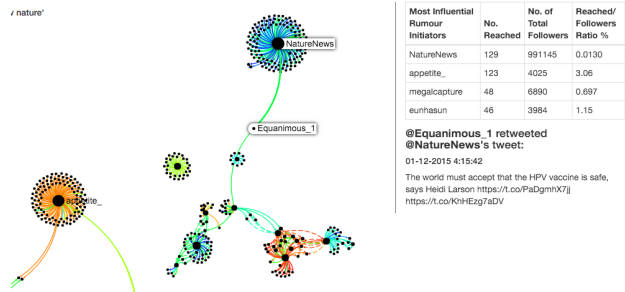 nature'
NatureNews
Equanimous_1
appetite_
Most Influential Rumour Initiators | No. Reached | No. of Total Followers | Reached/ Followers Ratio %
NatureNews 129 991145 0.0130
appetite_ 123 4025 3.06
megalcapture 48 6890 0.697
eunhasun 46 3984 1.15
@Equanimous_1 retweeted
@NatureNews's tweet:
01-12-2015 4:15:42
The world must accept that the HPV vaccine is safe,
says Heidi Larson https://t.co/PaDgmhX7jj
https://t.co/KhHEzg7aDV